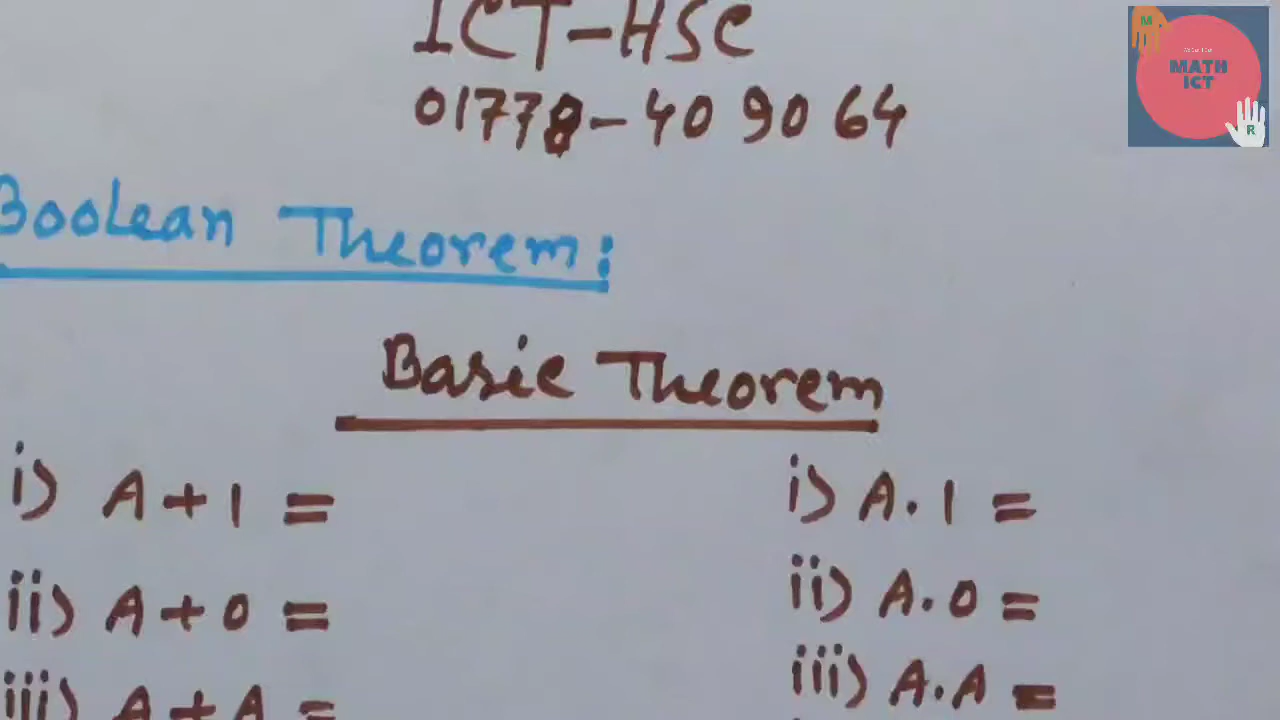 ICT-HSC
01778-40 90 64
MATH
ICT
M
R
Boolean Theorem:
Basic Theorem
i) A + 1 =
i) A . 1 =
ii) A + 0 =
ii) A . 0 =
iii) A + A =
iii) A . A =